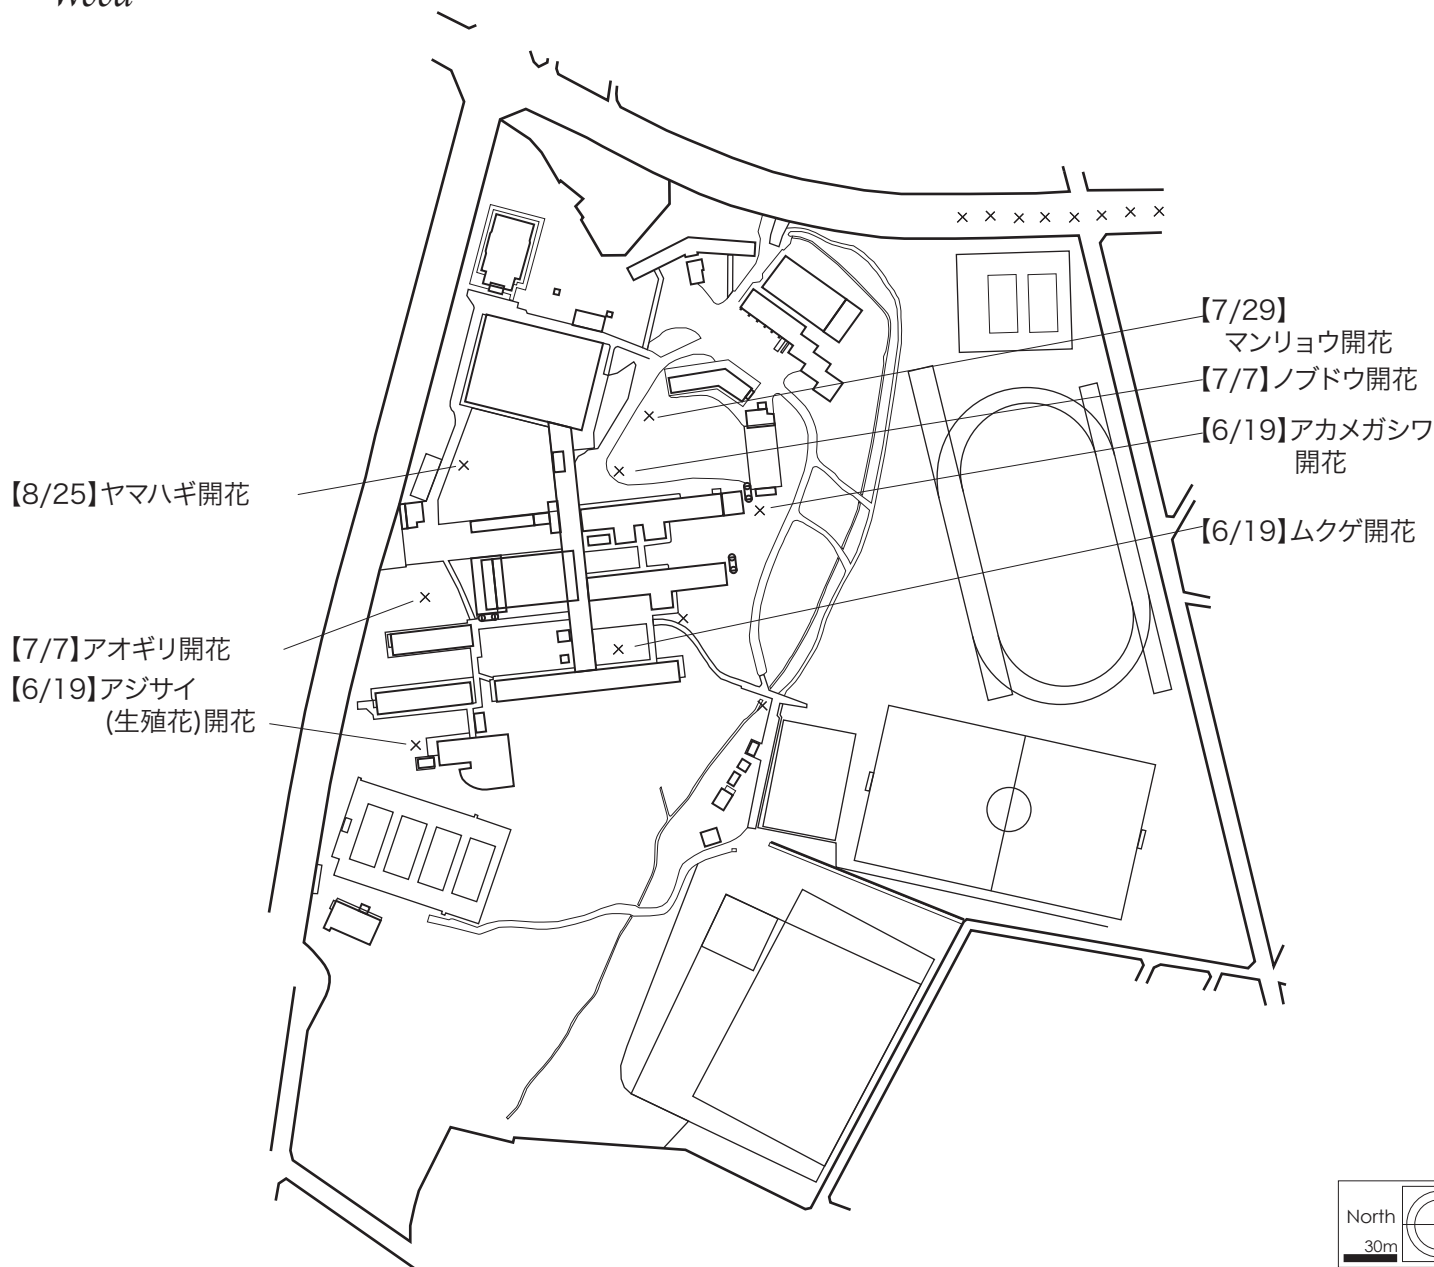 Wood
【7/29】
マンリョウ開花
【7/7】ノブドウ開花
【6/19】アカメガシワ
開花
【8/25】ヤマハギ開花
【6/19】ムクゲ開花
【7/7】アオギリ開花
【6/19】アジサイ
(生殖花)開花
North
30m